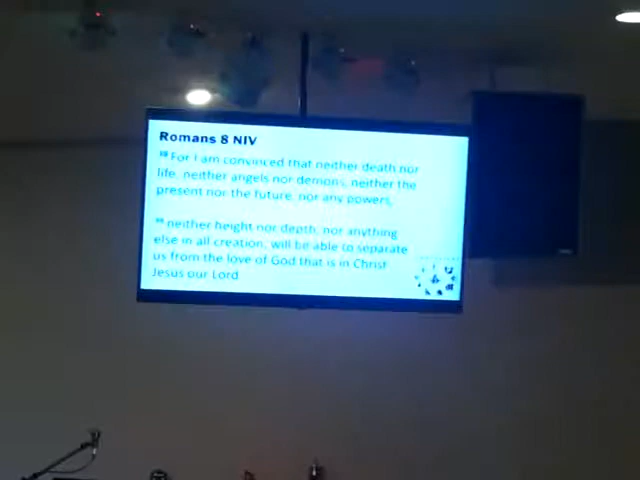 Romans 8 NIV
38 For I am convinced that neither death nor
life, neither angels nor demons, neither the
present nor the future, nor any powers,
39 neither height nor depth, nor anything
else in all creation, will be able to separate
us from the love of God that is in Christ
Jesus our Lord